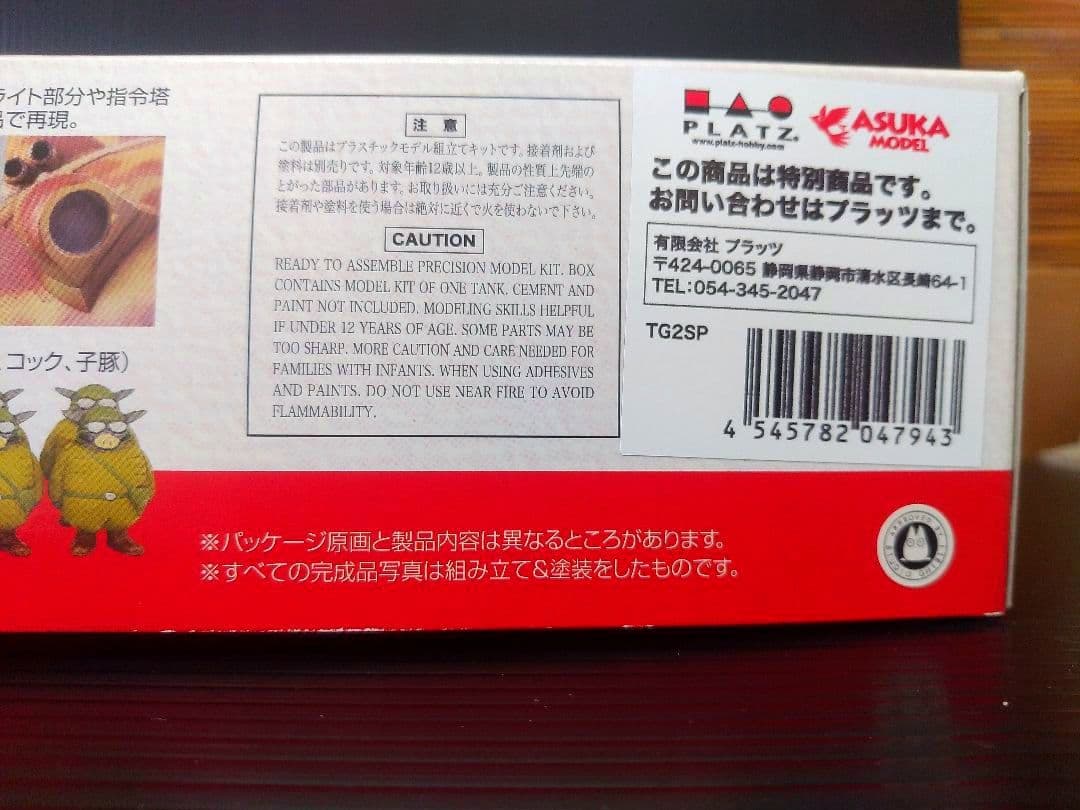 ライト部分や指令塔
品で再現。
注 意
この製品はプラスチックモデル組立てキットです。接着剤および
塗料は別売りです。対象年齢12歳以上。製品の性質上先端の
とがった部品があります。お取り扱いには充分ご注意ください。
接着剤や塗料を使う場合は絶対に近くで火を使わないで下さい。
CAUTION
READY TO ASSEMBLE PRECISION MODEL KIT. BOX
CONTAINS MODEL KIT OF ONE TANK. CEMENT AND
PAINT NOT INCLUDED. MODELING SKILLS HELPFUL
IF UNDER 12 YEARS OF AGE. SOME PARTS MAY BE
TOO SHARP. MORE CAUTION AND CARE NEEDED FOR
FAMILIES WITH INFANTS. WHEN USING ADHESIVES
AND PAINTS. DO NOT USE NEAR FIRE TO AVOID
FLAMMABILITY.
PLATZ
www.platz-hobby.com
ASUKA
MODEL
この商品は特別商品です。
お問い合わせはプラッツまで。
有限会社 プラッツ
〒424-0065 静岡県静岡市清水区長崎64-1
TEL:054-345-2047
TG2SP
4 545782 047943
コック、子豚）
※パッケージ原画と製品内容は異なるところがあります。
※すべての完成品写真は組み立て&塗装をしたものです。